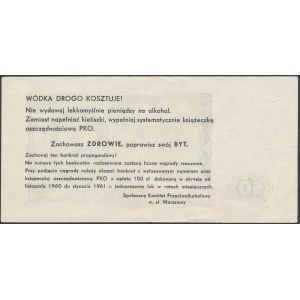 WÓDKA DROGO KOSZTUJE!
Nie wydawaj lekkomyślnie pieniędzy na alkohol.
Zamiast napełniać kieliszki, wypełniaj systematycznie książeczkę
oszczędnościową PKO.
Zachowasz ZDROWIE, poprawisz swój BYT.
Zachowaj ten banknot propagandowy!
Na numery tych banknotów rozlosowane zostaną liczne nagrody rzeczowe.
Przy podjęciu nagrody należy okazać banknot z wylosowanym numerem oraz
książeczkę oszczędnościową PKO z wpłatą 150 zł dokonaną w okresie od
listopada 1960 do stycznia 1961 r. jednorazowo lub w ratach miesięcznych.
Społeczny Komitet Przeciwalkoholowy
m. st. Warszawy